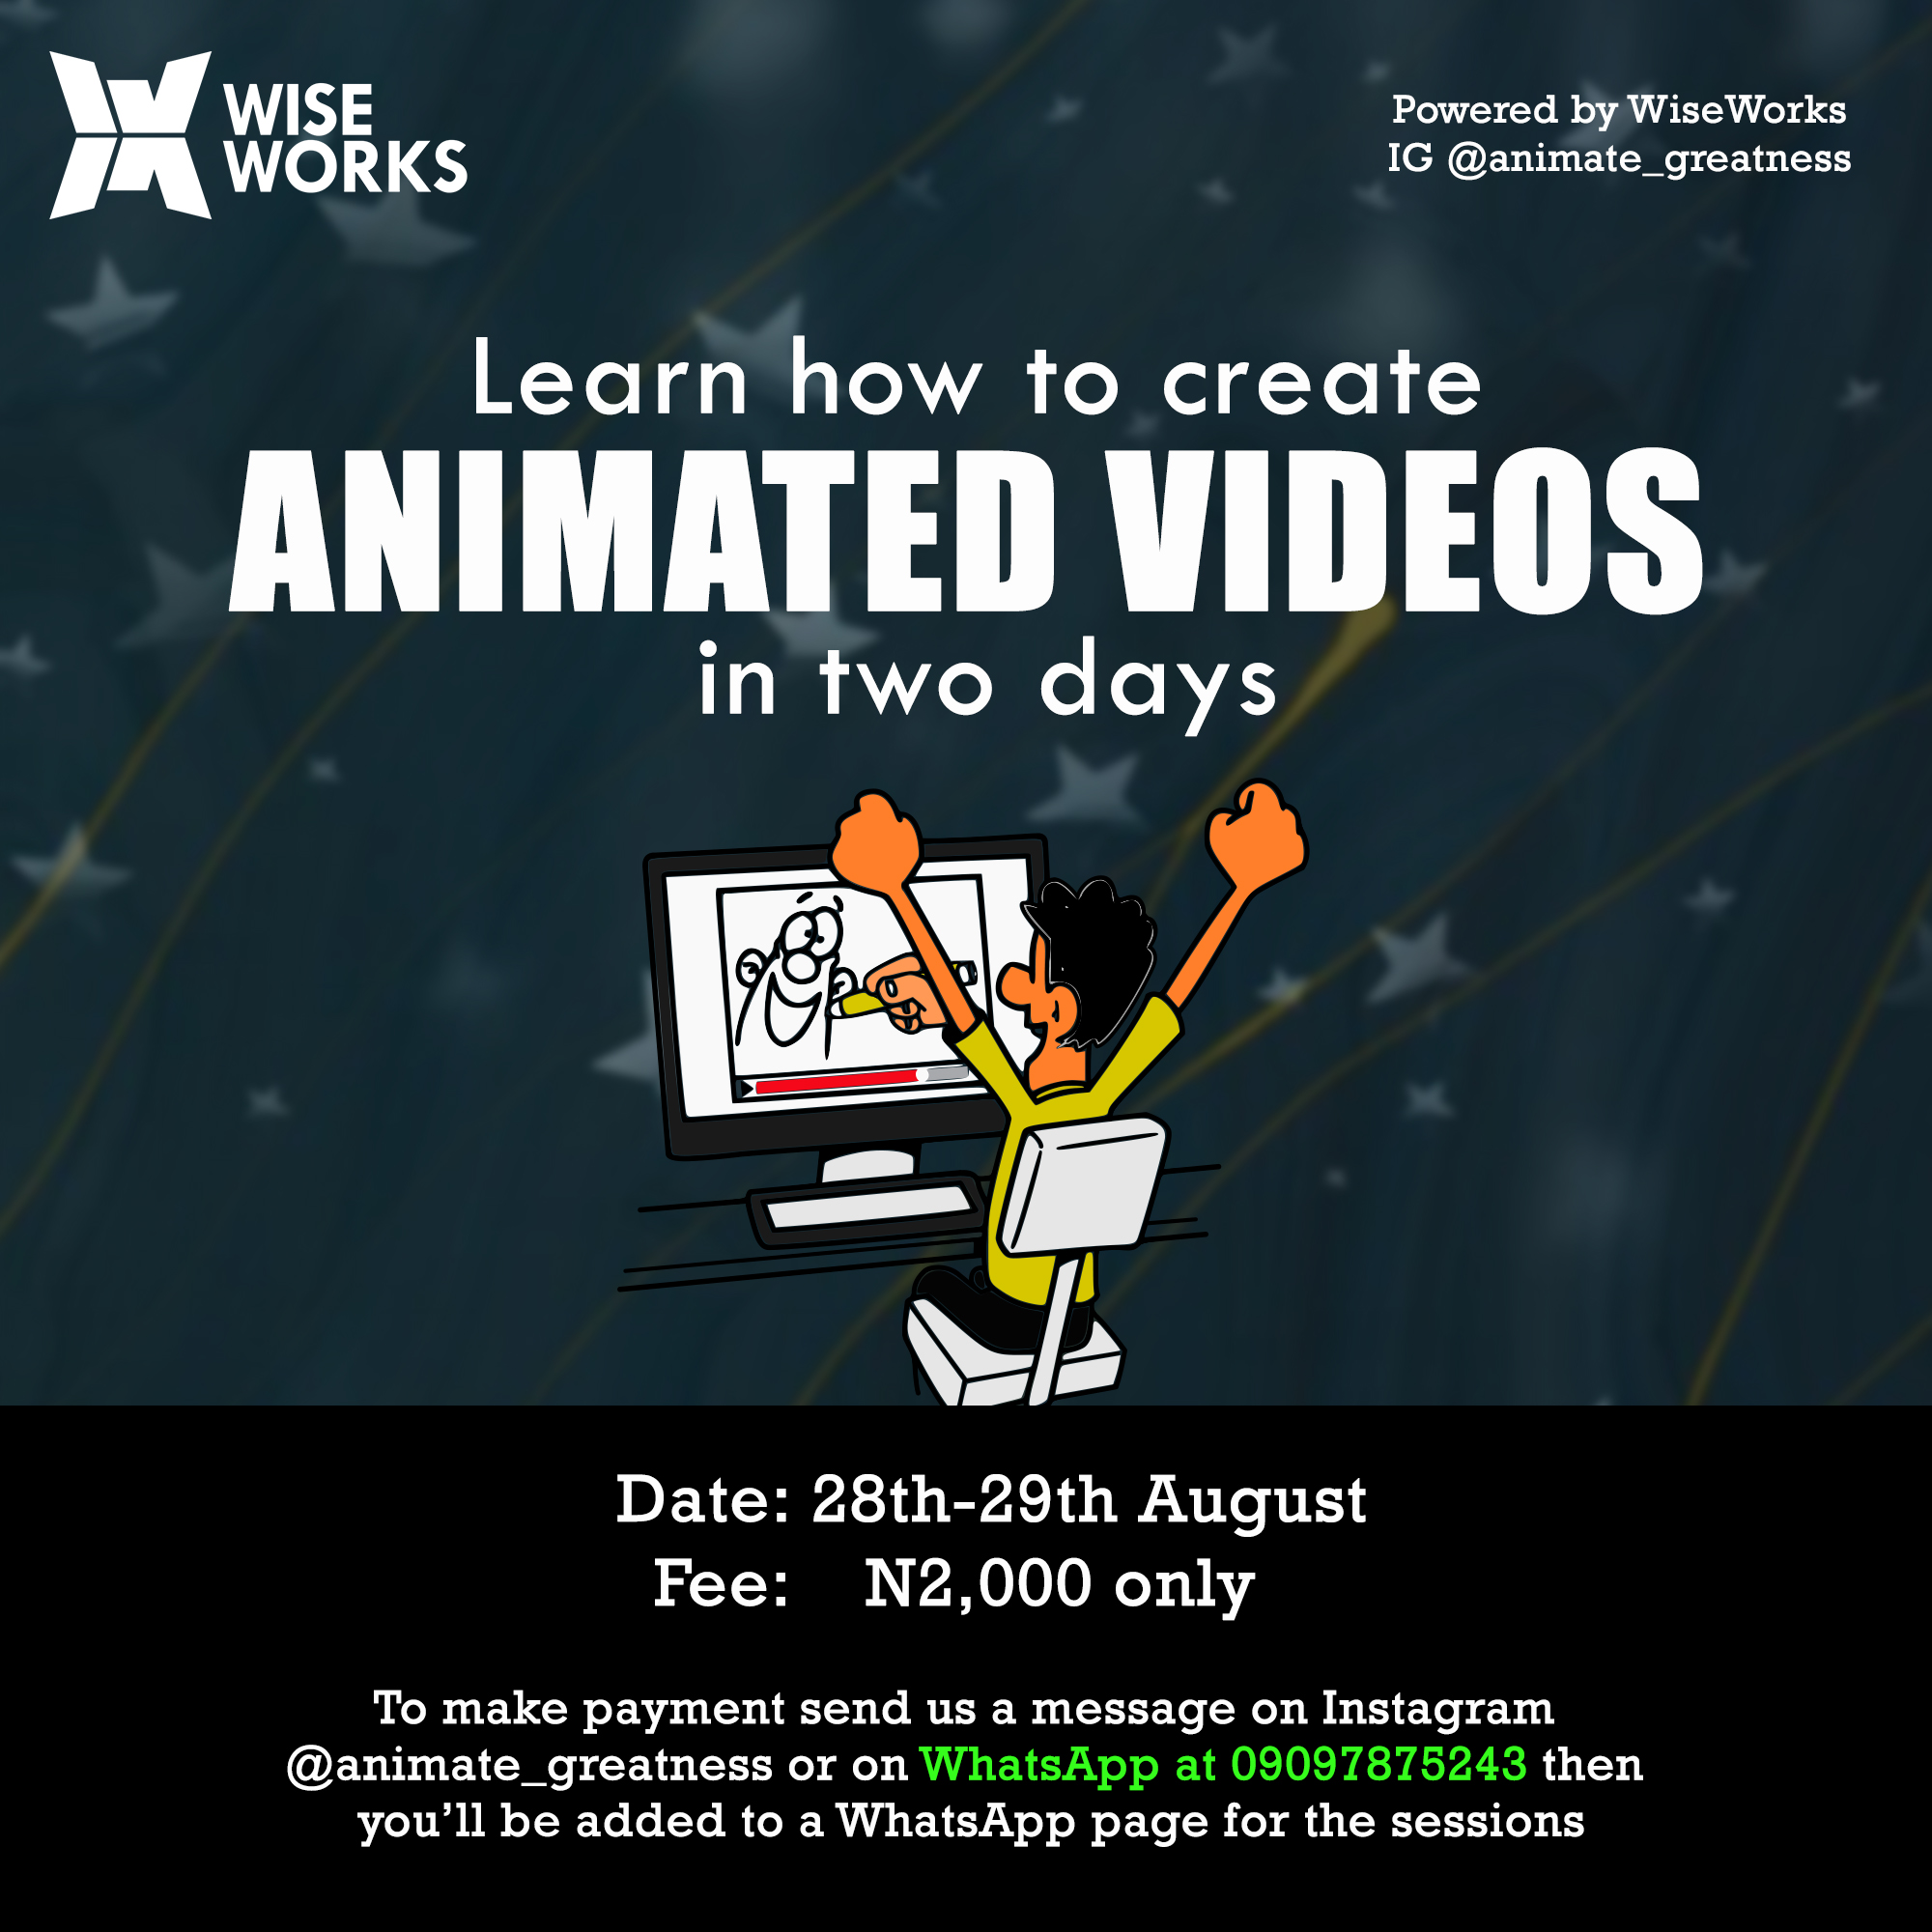 WISE
WORKS
Powered by WiseWorks
IG @animate_greatness
Learn how to create
ANIMATED VIDEOS
in two days
Date: 28th-29th August
Fee: N2,000 only
To make payment send us a message on Instagram
@animate_greatness or on WhatsApp at 09097875243 then
you’ll be added to a WhatsApp page for the sessions